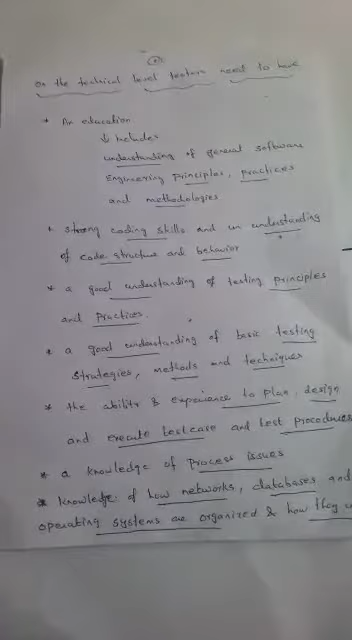 On the technical level testers need to have
* An education
↓ Includes
understanding of general software
Engineering principles, practices
and methodologies
* strong coding skills and an understanding
of code structure and behavior
* a good understanding of testing principles
and practices.
* a good understanding of basic testing
strategies, methods and techniques
* the ability & experience to plan, design
and execute testcase and test procedures
* a knowledge of process issues
* knowledge of how networks, databases and
operating systems are organized & how they